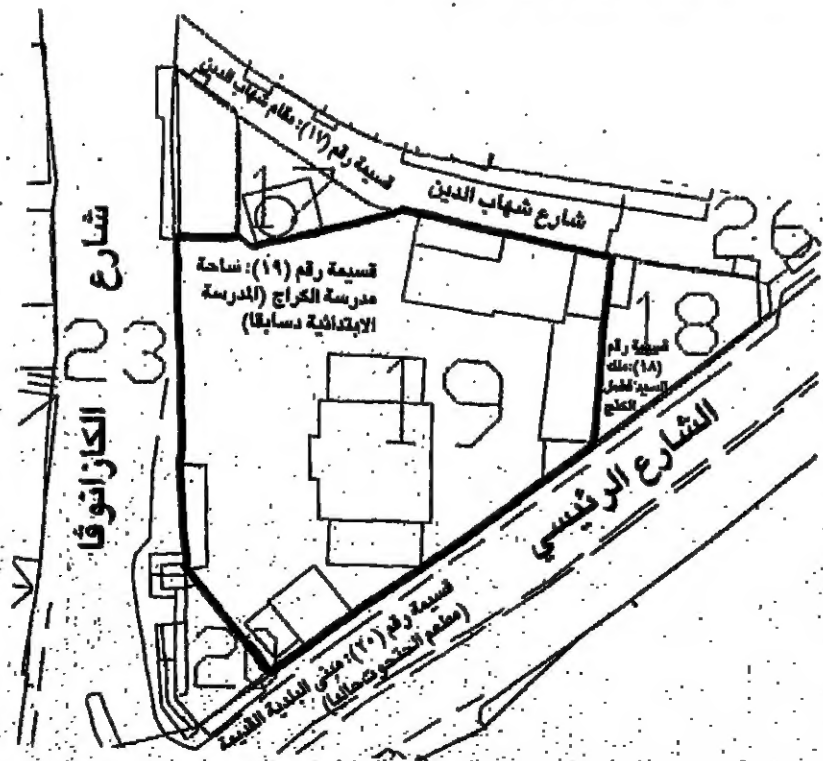 قسيمة رقم (١٧): مقام شهاب الدين
شارع شهاب الدين
17
26
18
قسيمة رقم
(١٨): ملك
السيد
قسيمة رقم (١٩): ساحة
مدرسة الكراج (المدرسة
الابتدائية سابقا)
19
شارع الكازانوفا
23
الشارع الرئيسي
20
قسيمة رقم (٢٠): مبنى البلدية القديمة
(مطعم الحتحوت حاليا)